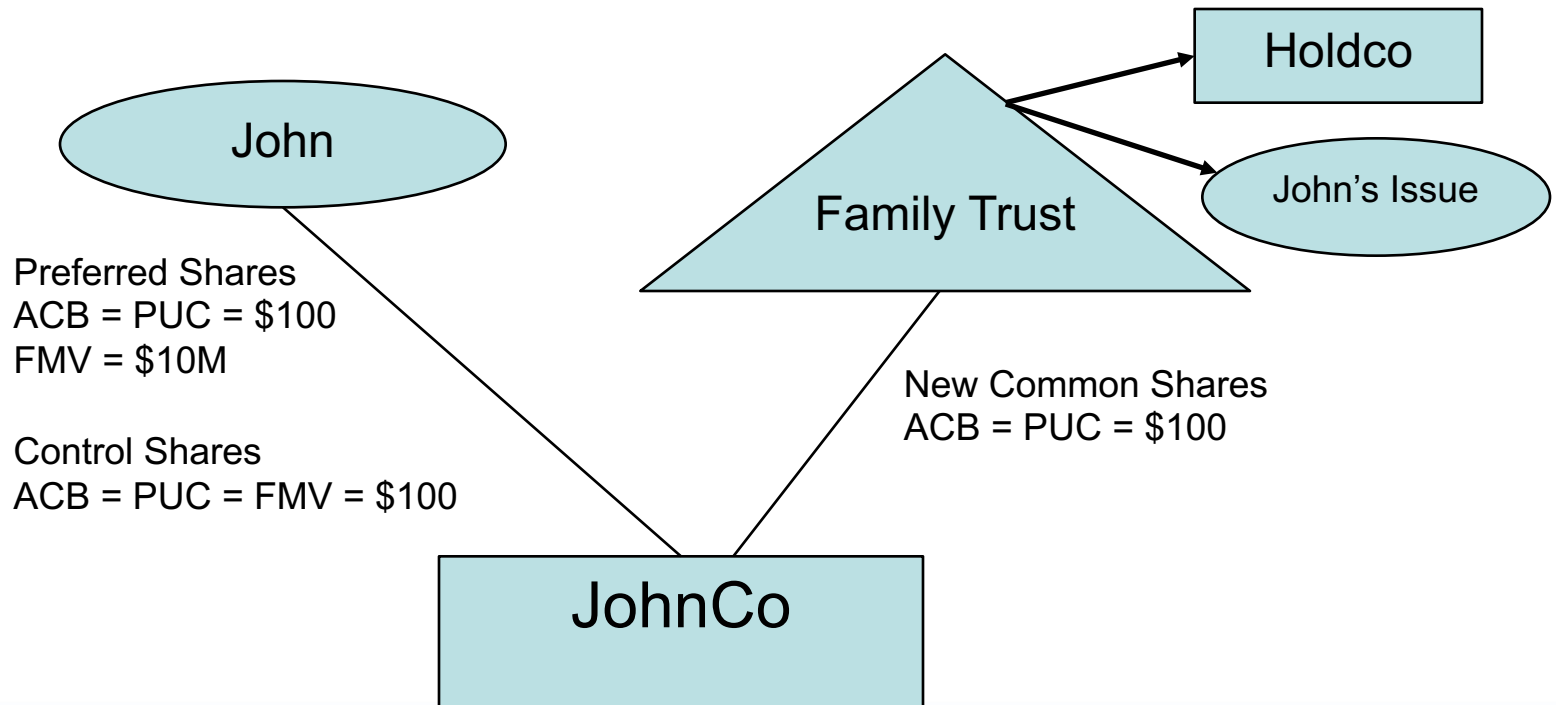 Holdco
John
John's Issue
Family Trust
Preferred Shares
ACB = PUC = $100
FMV = $10M
New Common Shares
ACB = PUC = $100
Control Shares
ACB = PUC = FMV = $100
JohnCo